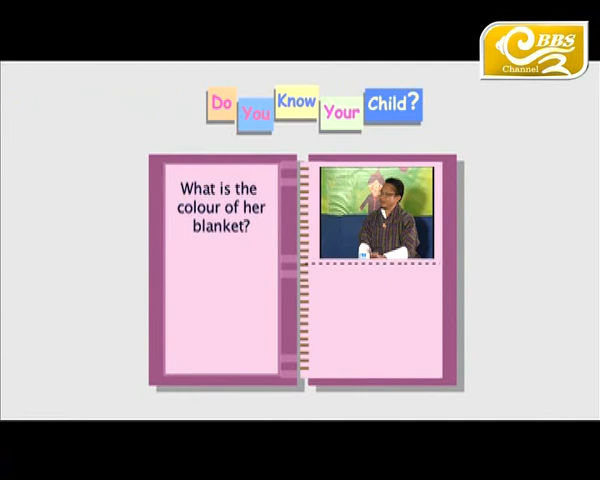 BBS
Channel 2
Do You Know Your Child?
What is the
colour of her
blanket?